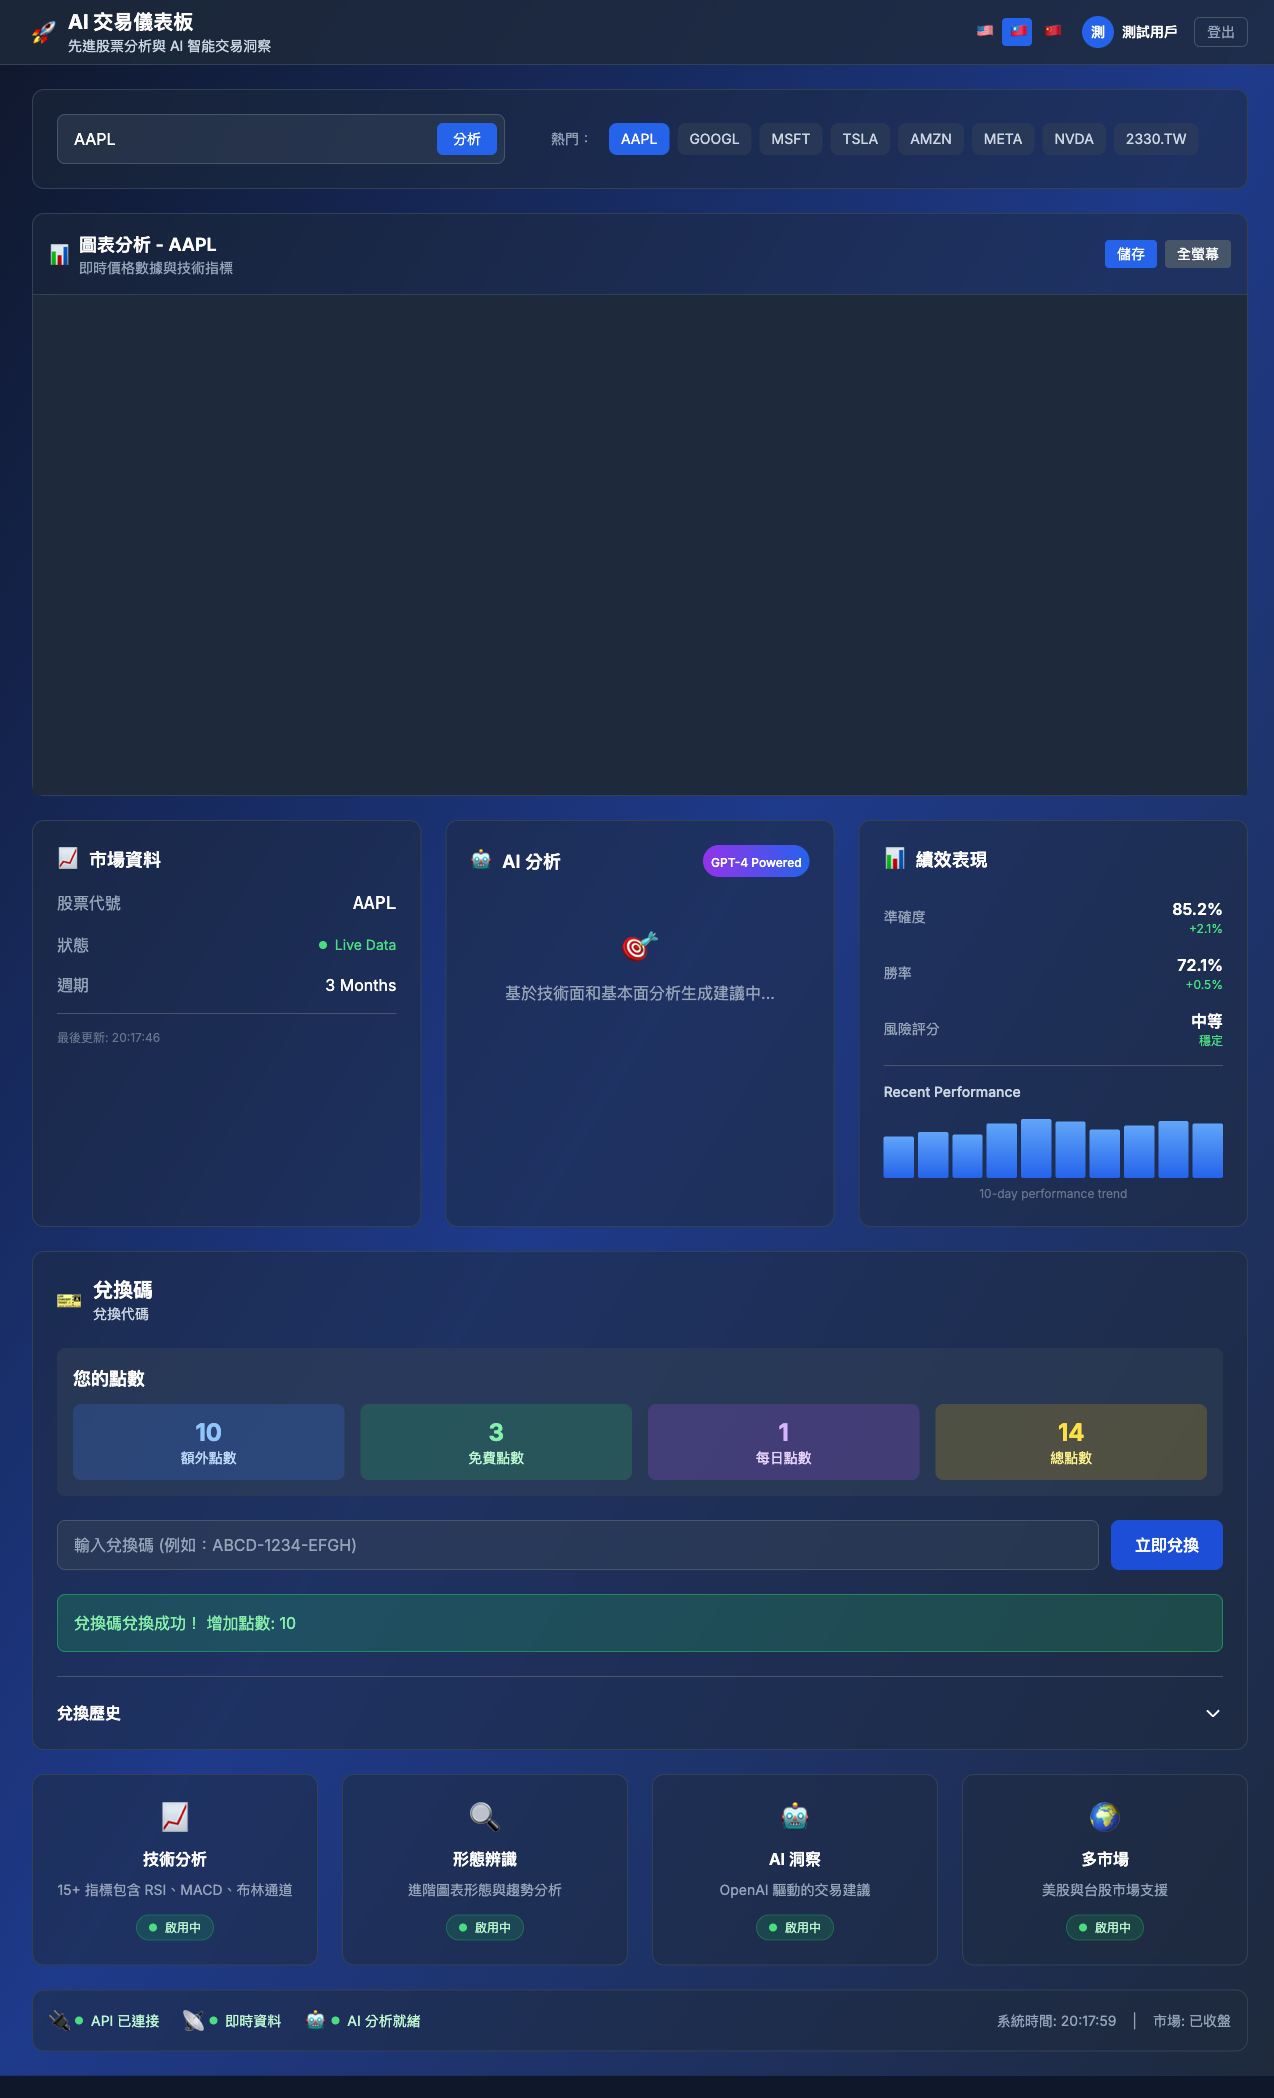 AI 交易儀表板
先進股票分析與 AI 智能交易洞察
測
測試用戶
登出
AAPL
分析
熱門：
AAPL
GOOGL
MSFT
TSLA
AMZN
META
NVDA
2330.TW
圖表分析 - AAPL
即時價格數據與技術指標
儲存
全螢幕
市場資料
股票代號
AAPL
狀態
Live Data
週期
3 Months
最後更新: 20:17:46
AI 分析
GPT-4 Powered
基於技術面和基本面分析生成建議中...
績效表現
準確度
85.2%
+2.1%
勝率
72.1%
+0.5%
風險評分
中等
穩定
Recent Performance
10-day performance trend
兌換碼
兌換代碼
您的點數
10
額外點數
3
免費點數
1
每日點數
14
總點數
輸入兌換碼 (例如：ABCD-1234-EFGH)
立即兌換
兌換碼兌換成功！ 增加點數: 10
兌換歷史
技術分析
15+ 指標包含 RSI、MACD、布林通道
啟用中
形態辨識
進階圖表形態與趨勢分析
啟用中
AI 洞察
OpenAI 驅動的交易建議
啟用中
多市場
美股與台股市場支援
啟用中
API 已連接
即時資料
AI 分析就緒
系統時間: 20:17:59
|
市場: 已收盤